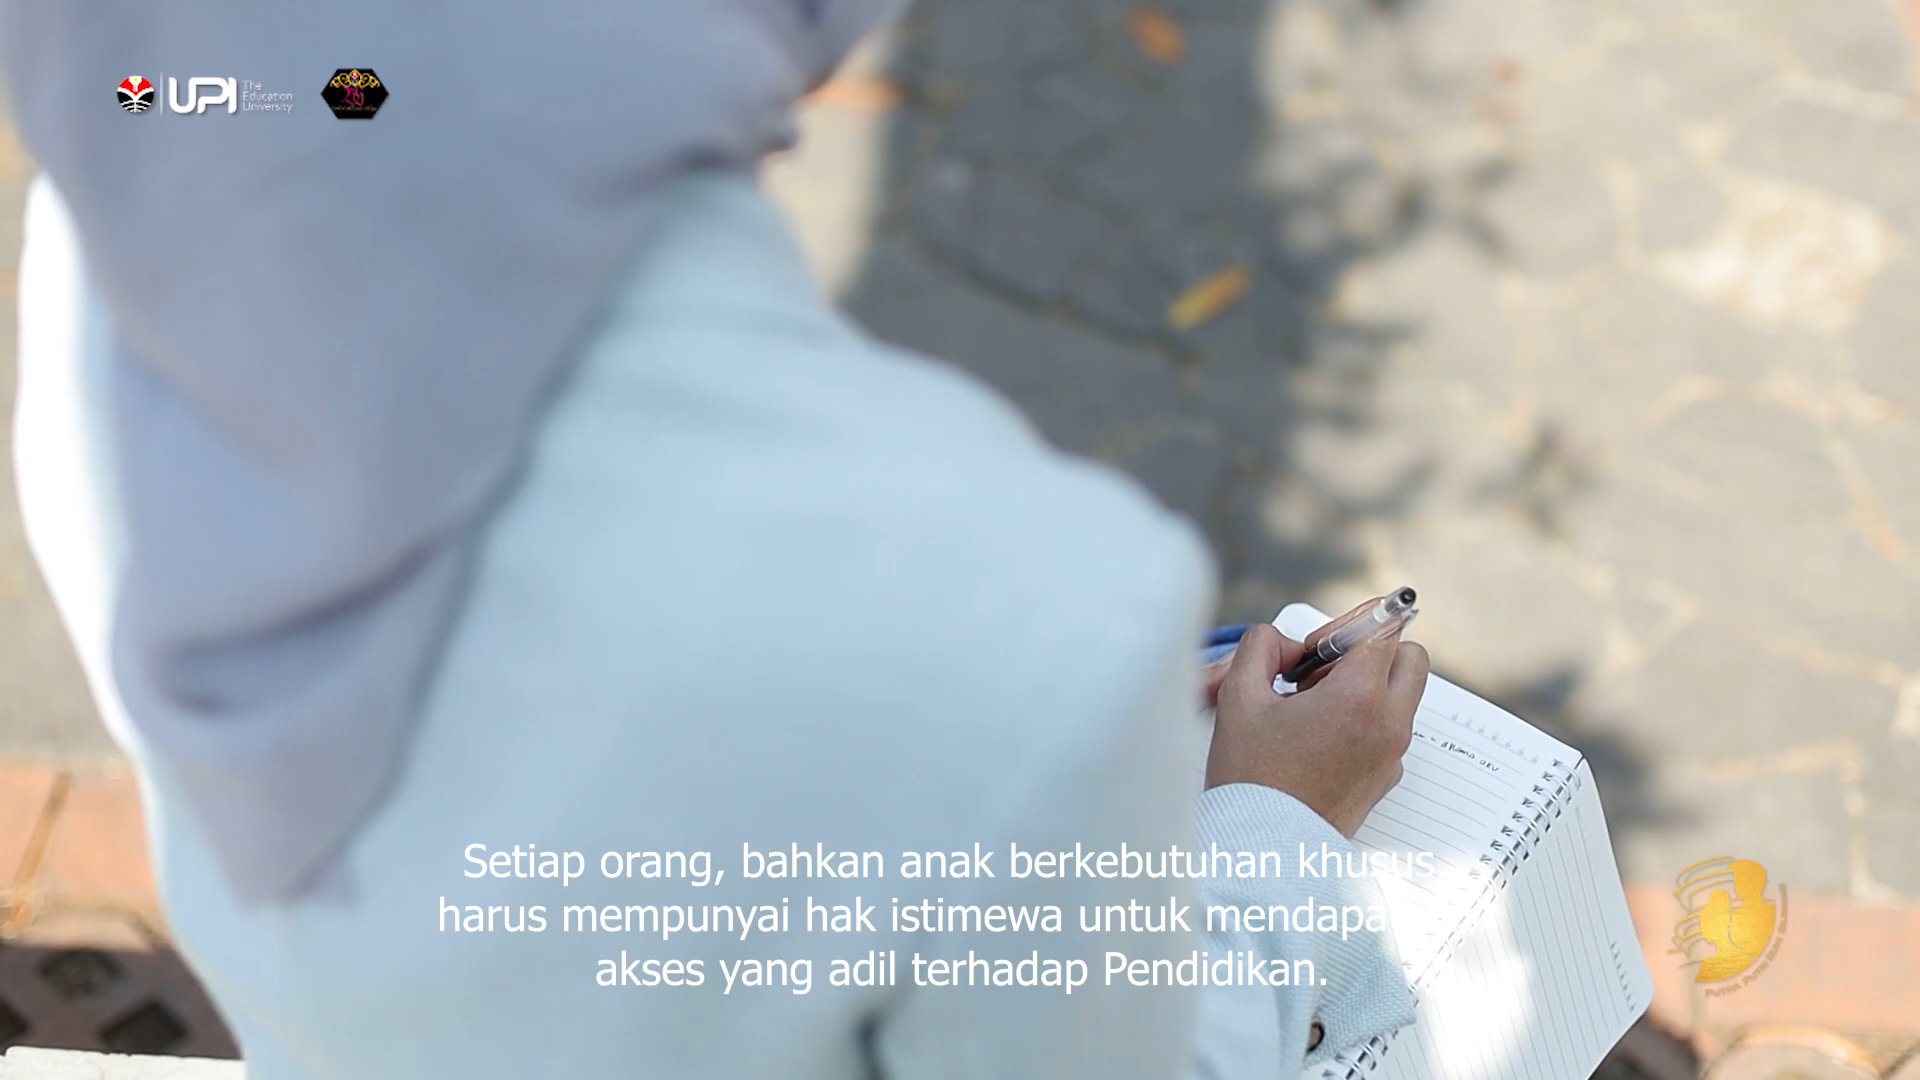 UPI
The
Education
University
aku
Setiap orang, bahkan anak berkebutuhan khusus
harus mempunyai hak istimewa untuk mendapa
akses yang adil terhadap Pendidikan.